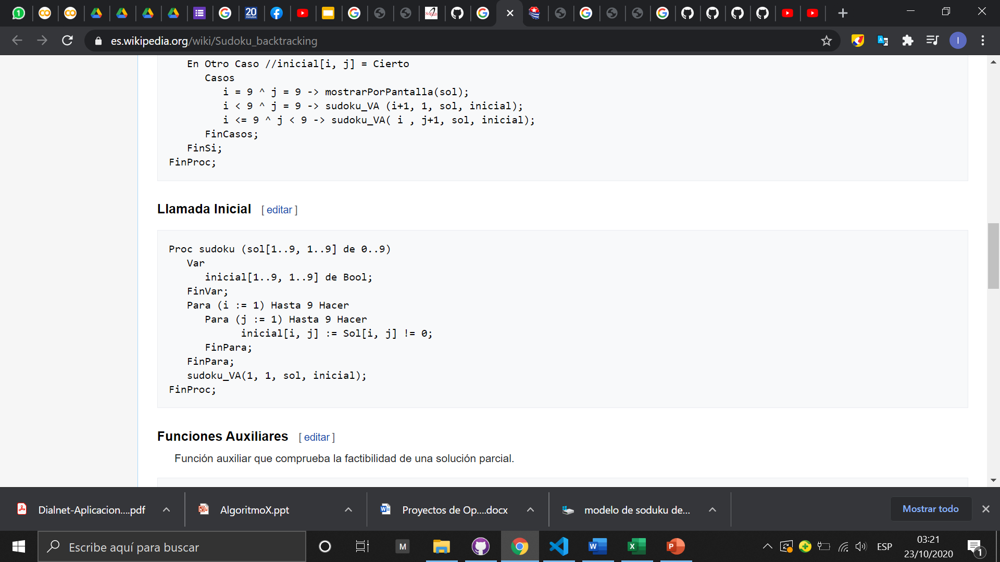 1
20
minutos
es.wikipedia.org/wiki/Sudoku_backtracking
I
En Otro Caso //inicial[i, j] = Cierto
Casos
i = 9 ^ j = 9 -> mostrarPorPantalla(sol);
i < 9 ^ j = 9 -> sudoku_VA (i+1, 1, sol, inicial);
i <= 9 ^ j < 9 -> sudoku_VA( i , j+1, sol, inicial);
FinCasos;
FinSi;
FinProc;
Llamada Inicial [ editar ]
Proc sudoku (sol[1..9, 1..9] de 0..9)
Var
inicial[1..9, 1..9] de Bool;
FinVar;
Para (i := 1) Hasta 9 Hacer
Para (j := 1) Hasta 9 Hacer
inicial[i, j] := Sol[i, j] != 0;
FinPara;
FinPara;
sudoku_VA(1, 1, sol, inicial);
FinProc;
Funciones Auxiliares [ editar ]
Función auxiliar que comprueba la factibilidad de una solución parcial.
Dialnet-Aplicacion....pdf
AlgoritmoX.ppt
Proyectos de Op....docx
modelo de soduku de...
Mostrar todo
Escribe aquí para buscar
M
W
X
P
ESP
03:21
23/10/2020
1